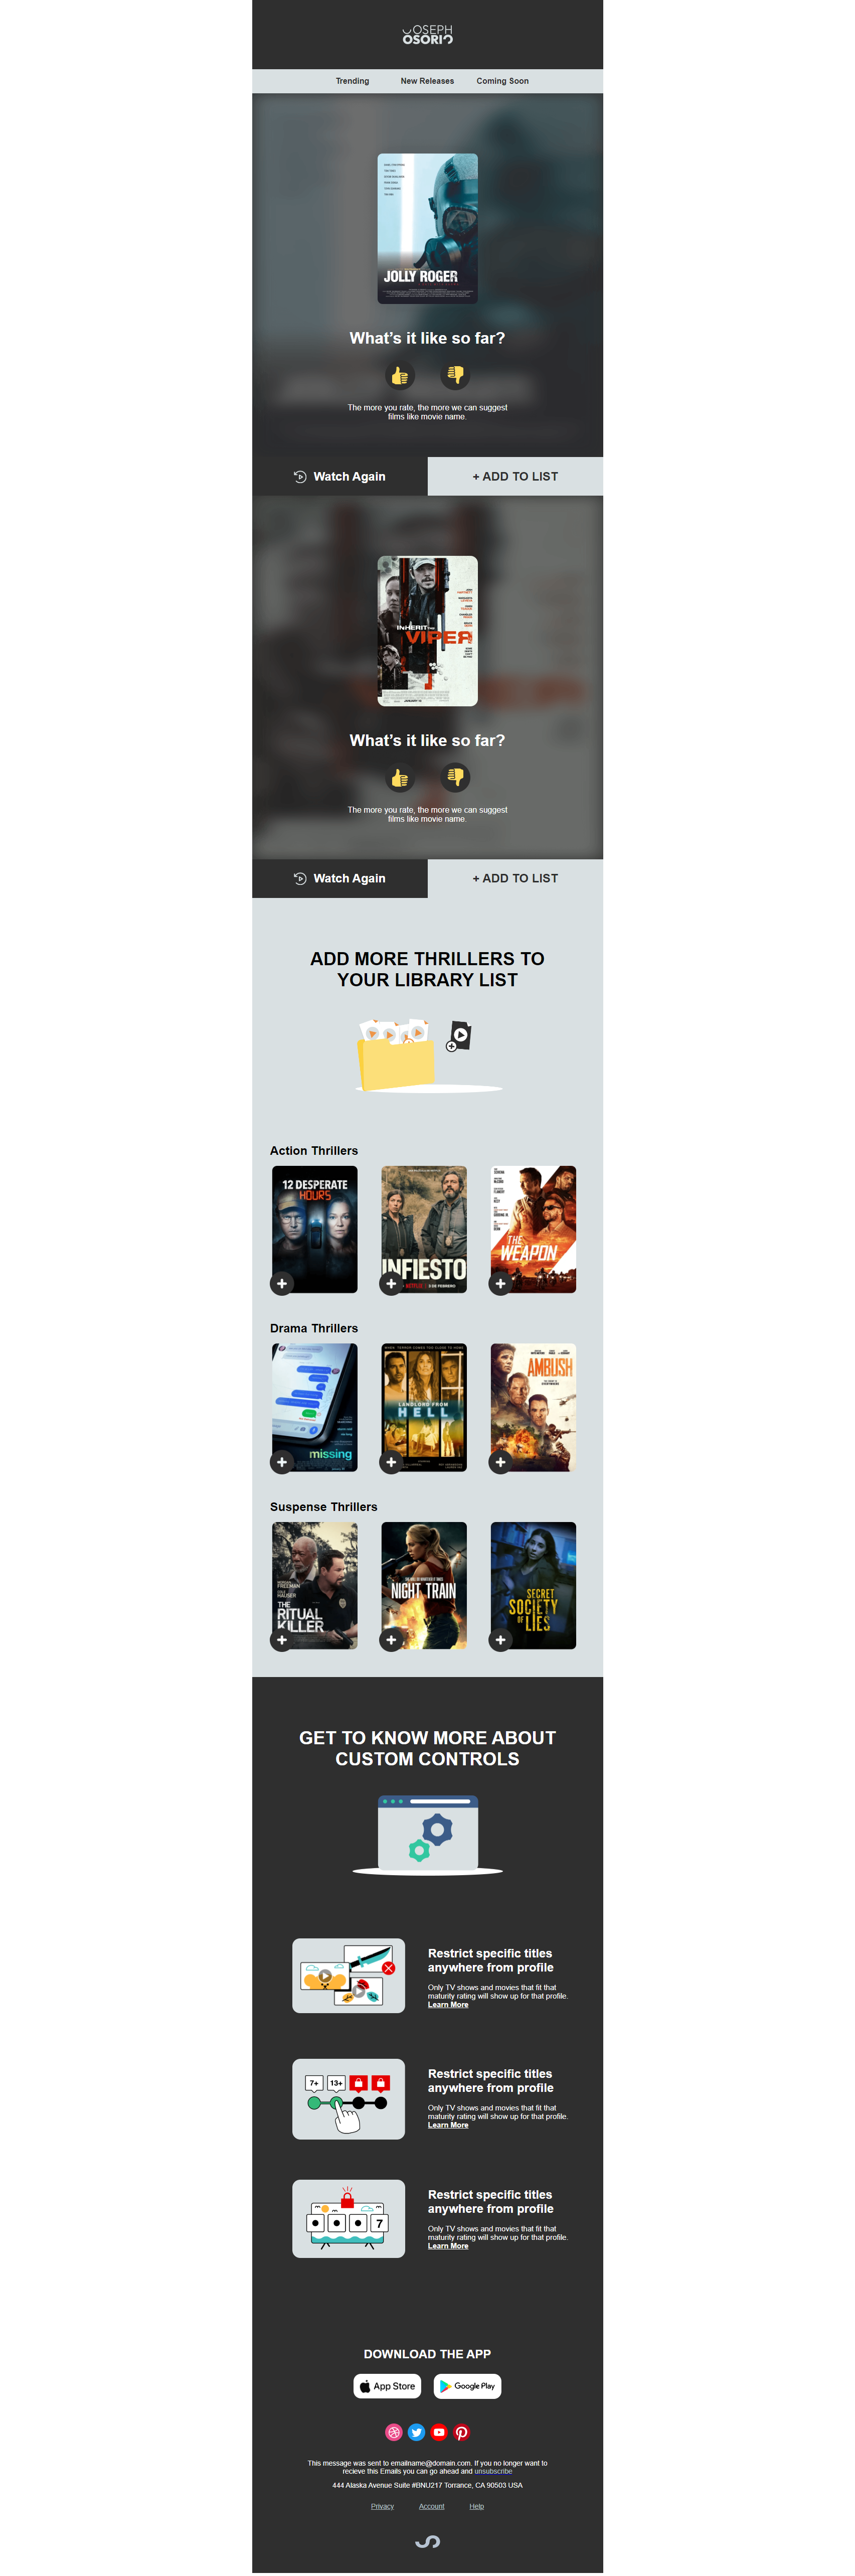 JOSEPH
OSORIO
Trending New Releases Coming Soon
JOLLY ROGER
What's it like so far?
The more you rate, the more we can suggest
films like movie name.
Watch Again + ADD TO LIST
INHERIT THE
VIPER
What's it like so far?
The more you rate, the more we can suggest
films like movie name.
Watch Again + ADD TO LIST
ADD MORE THRILLERS TO
YOUR LIBRARY LIST
Action Thrillers
12 DESPERATE
HOURS
INFIESTO
THE
WEAPON
Drama Thrillers
missing
LANDLORD FROM
HELL
AMBUSH
Suspense Thrillers
FREEMAN
HAUSER
THE
RITUAL
KILLER
NIGHT TRAIN
SECRET
SOCIETY
OF LIES
GET TO KNOW MORE ABOUT
CUSTOM CONTROLS
Restrict specific titles
anywhere from profile
Only TV shows and movies that fit that
maturity rating will show up for that profile.
Learn More
7+ 13+
Restrict specific titles
anywhere from profile
Only TV shows and movies that fit that
maturity rating will show up for that profile.
Learn More
7
Restrict specific titles
anywhere from profile
Only TV shows and movies that fit that
maturity rating will show up for that profile.
Learn More
DOWNLOAD THE APP
App Store Google Play
This message was sent to emailname@domain.com. If you no longer want to
recieve this Emails you can go ahead and unsubscribe
444 Alaska Avenue Suite #BNU217 Torrance, CA 90503 USA
Privacy Account Help